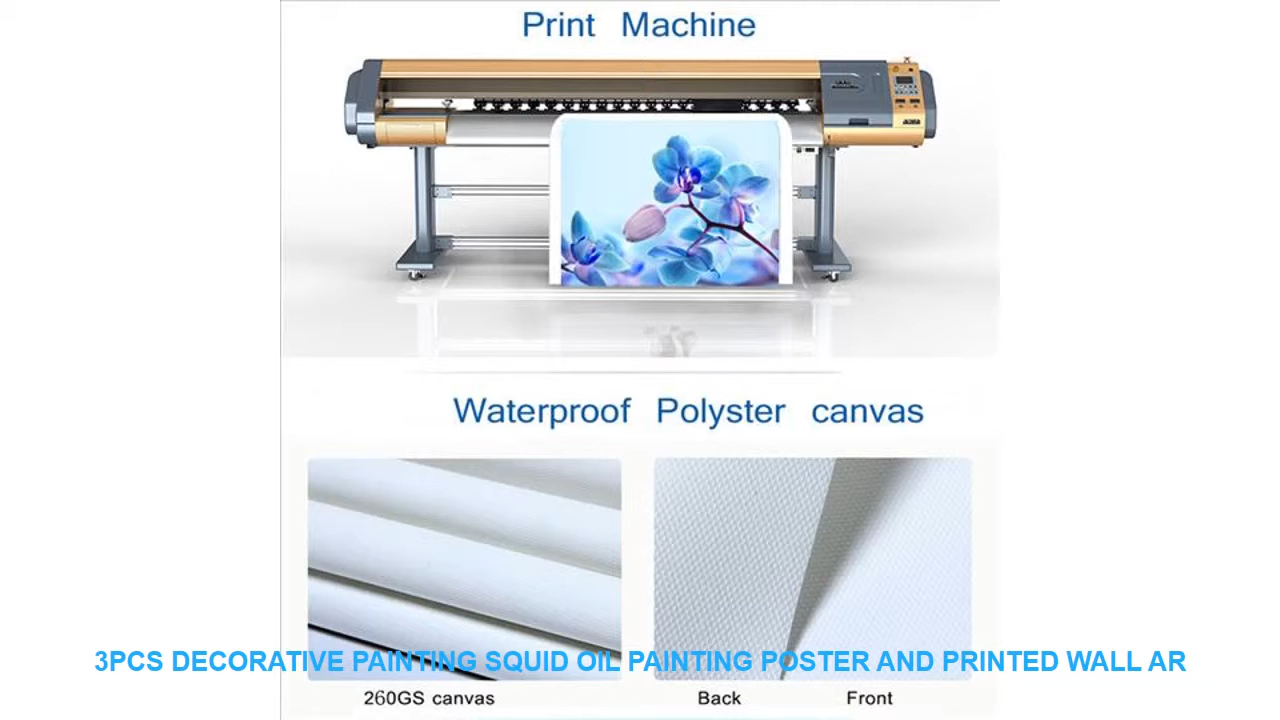 Print Machine
Waterproof Polyster canvas
3PCS DECORATIVE PAINTING SQUID OIL PAINTING POSTER AND PRINTED WALL AR
260GS canvas
Back Front